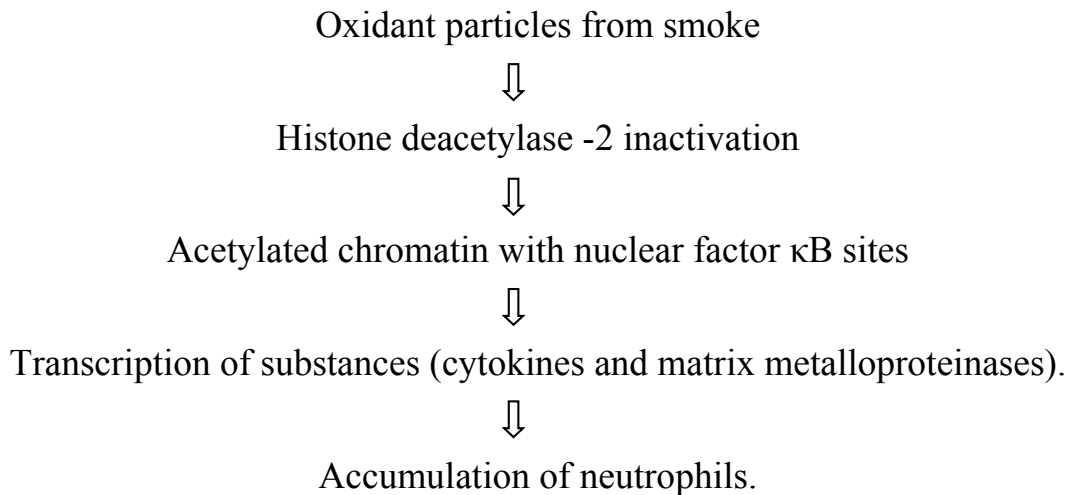 Oxidant particles from smoke
⇩
Histone deacetylase -2 inactivation
⇩
Acetylated chromatin with nuclear factor κB sites
⇩
Transcription of substances (cytokines and matrix metalloproteinases).
⇩
Accumulation of neutrophils.